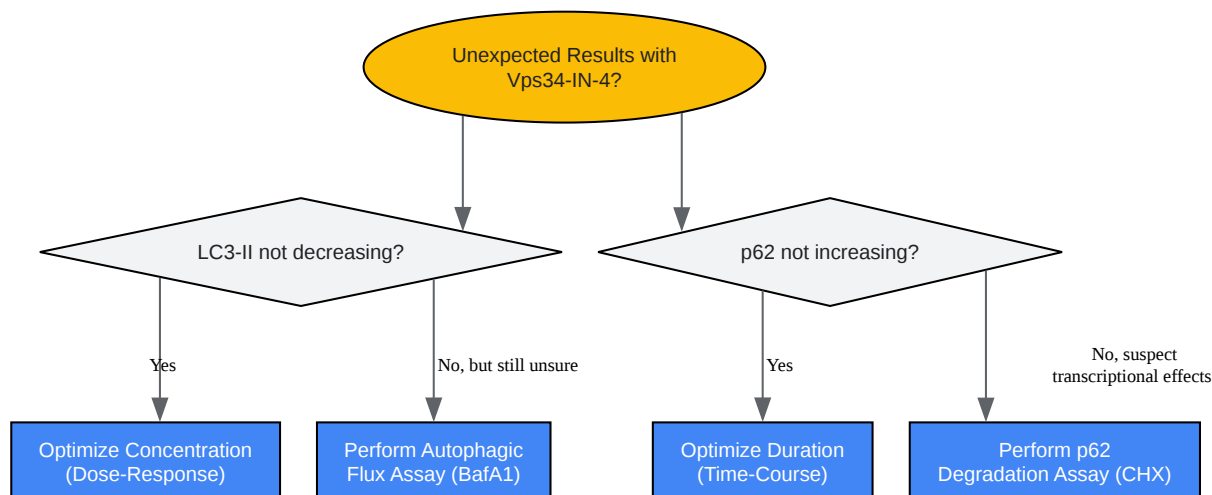 Unexpected Results with
Vps34-IN-4?
LC3-II not decreasing?
p62 not increasing?
Yes
No, but still unsure
Yes
No, suspect
transcriptional effects
Optimize Concentration
(Dose-Response)
Perform Autophagic
Flux Assay (BafA1)
Optimize Duration
(Time-Course)
Perform p62
Degradation Assay (CHX)